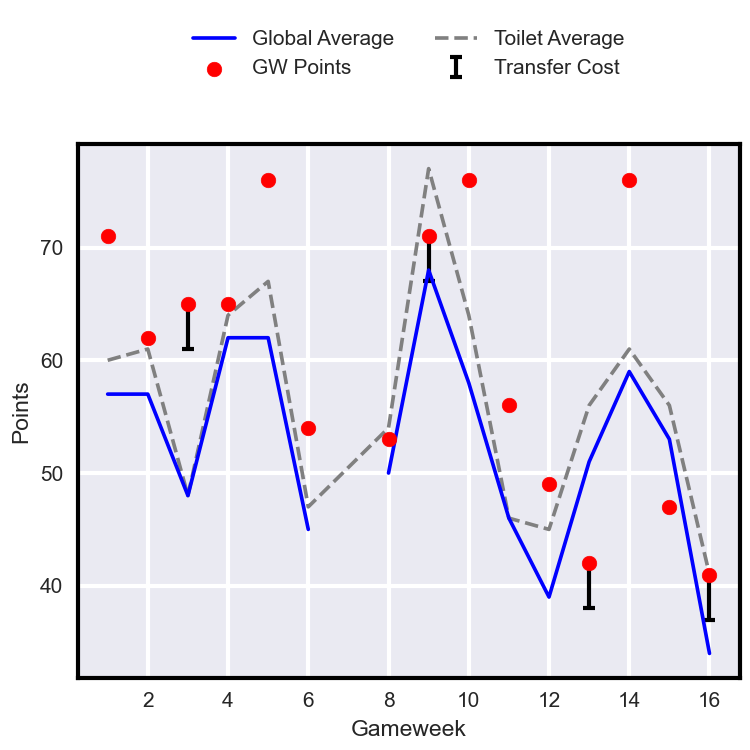 Global Average
Toilet Average
GW Points
Transfer Cost
70
60
50
40
Points
2 4 6 8 10 12 14 16
Gameweek